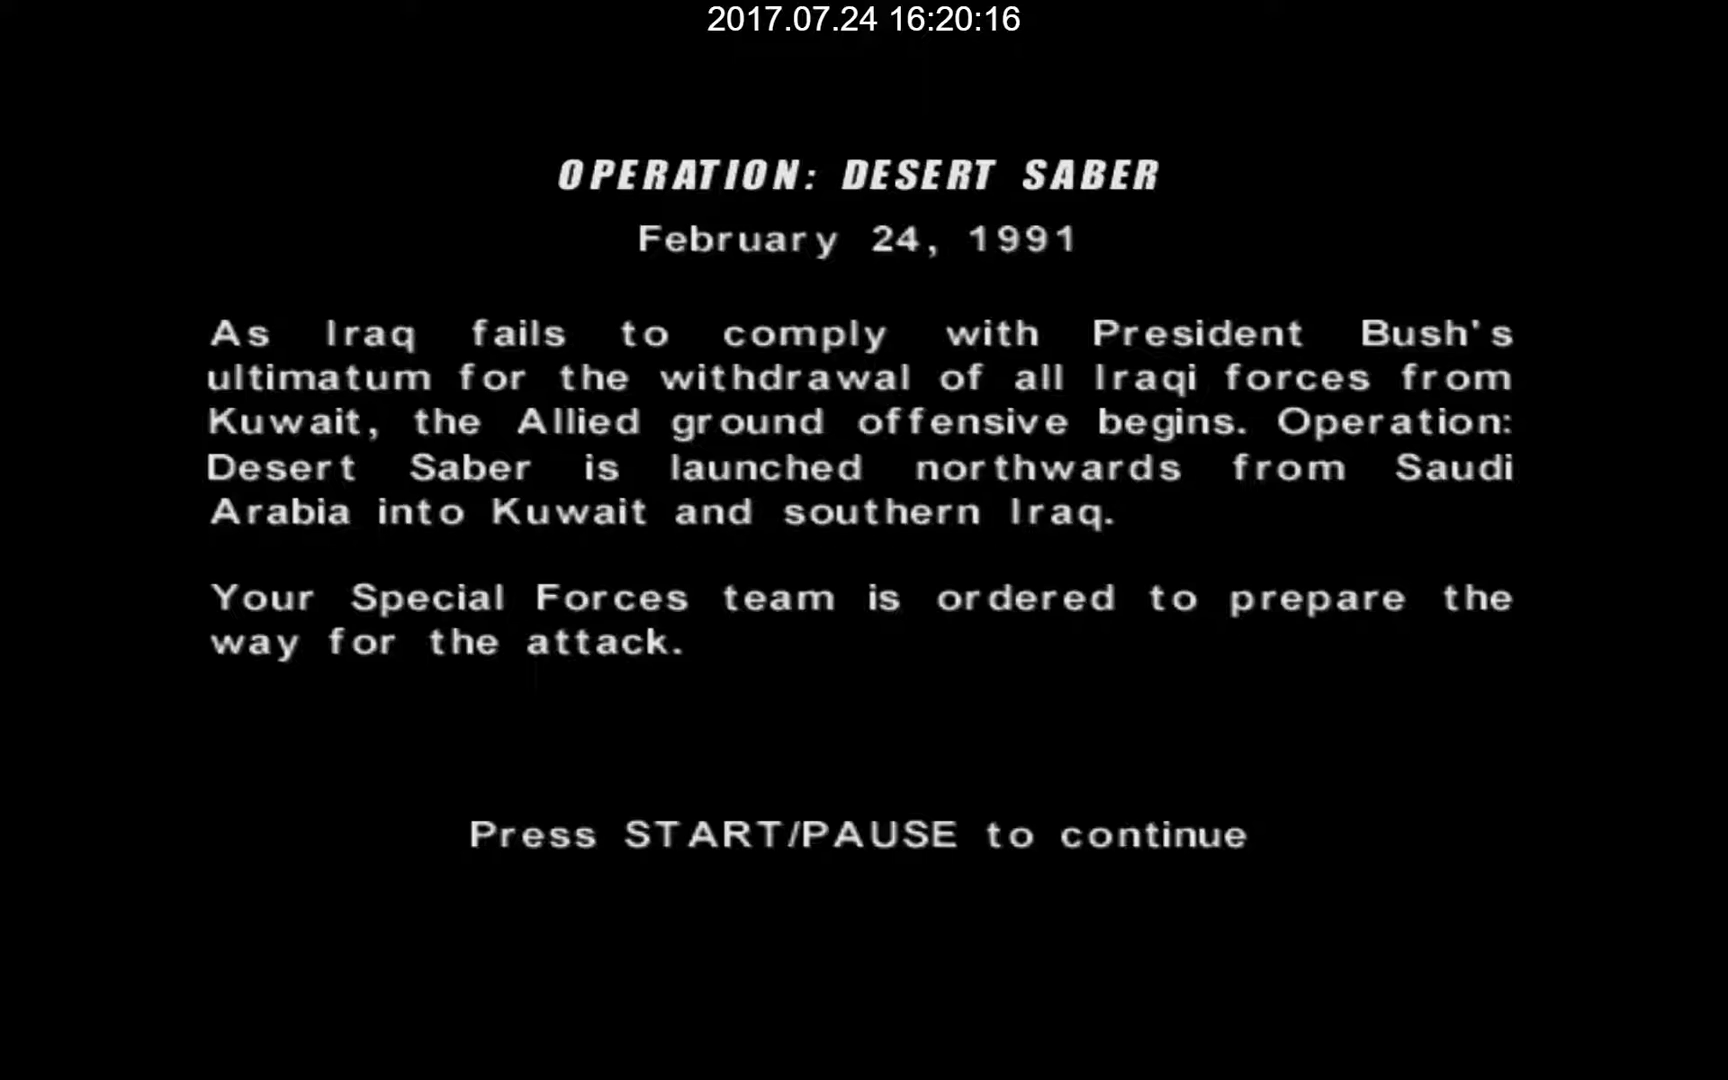 2017.07.24 16:20:16
OPERATION: DESERT SABER
February 24, 1991
As Iraq fails to comply with President Bush's
ultimatum for the withdrawal of all Iraqi forces from
Kuwait, the Allied ground offensive begins. Operation:
Desert Saber is launched northwards from Saudi
Arabia into Kuwait and southern Iraq.
Your Special Forces team is ordered to prepare the
way for the attack.
Press START/PAUSE to continue